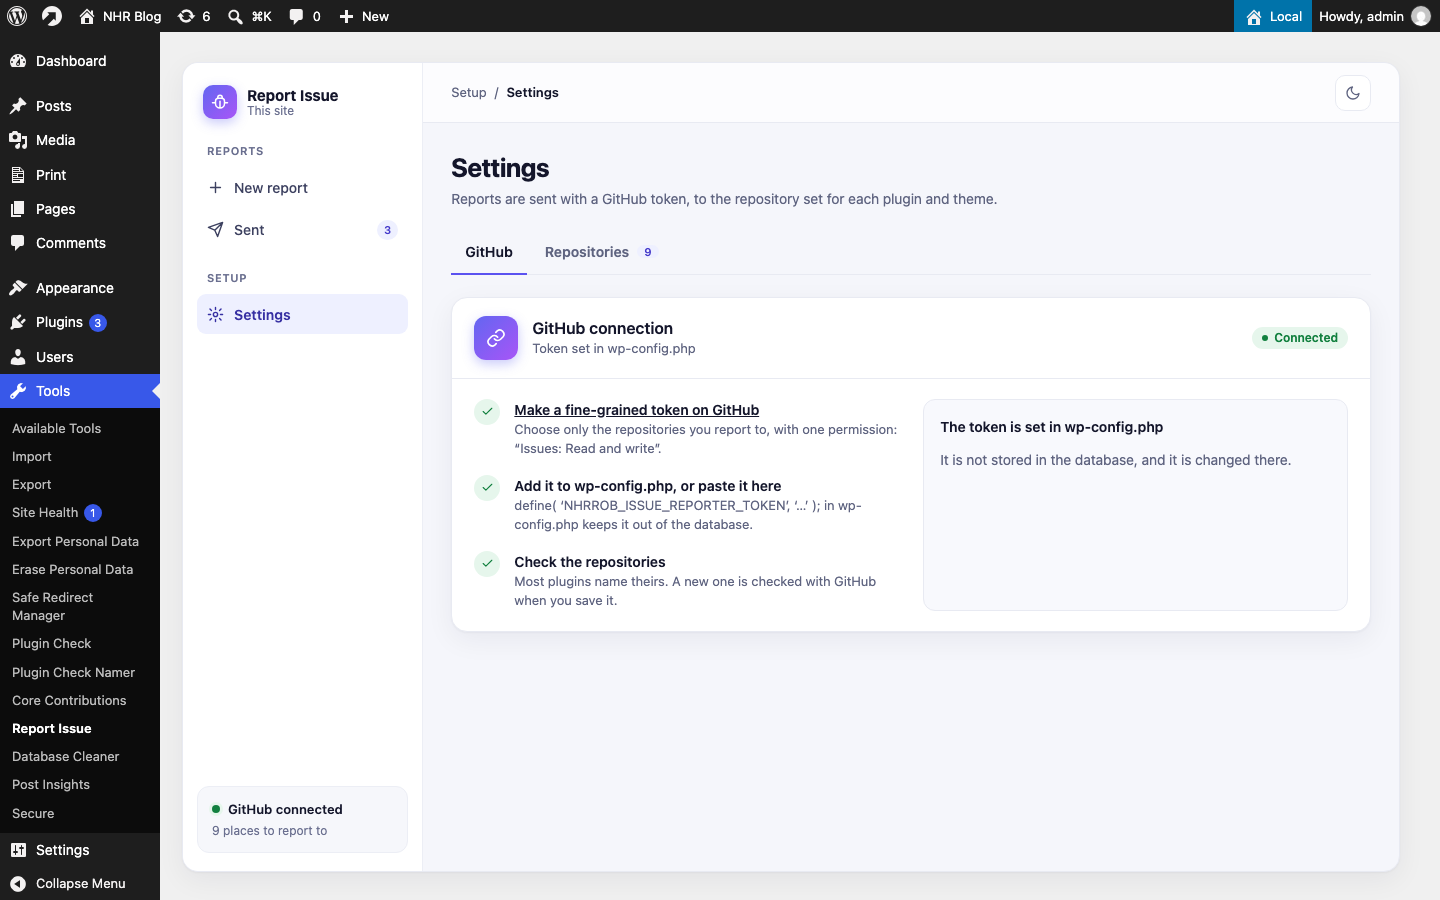 NHR Blog
6
⌘K
0
New
Local
Howdy, admin
Dashboard
Posts
Media
Print
Pages
Comments
Appearance
Plugins 3
Users
Tools
Available Tools
Import
Export
Site Health 1
Export Personal Data
Erase Personal Data
Safe Redirect
Manager
Plugin Check
Plugin Check Namer
Core Contributions
Report Issue
Database Cleaner
Post Insights
Secure
Settings
Collapse Menu
Report Issue
This site
REPORTS
New report
Sent 3
SETUP
Settings
GitHub connected
9 places to report to
Setup / Settings
Settings
Reports are sent with a GitHub token, to the repository set for each plugin and theme.
GitHub
Repositories 9
GitHub connection
Token set in wp-config.php
Connected
Make a fine-grained token on GitHub
Choose only the repositories you report to, with one permission:
“Issues: Read and write”.
Add it to wp-config.php, or paste it here
define( ‘NHRROB_ISSUE_REPORTER_TOKEN’, ‘…’ ); in wp-
config.php keeps it out of the database.
Check the repositories
Most plugins name theirs. A new one is checked with GitHub
when you save it.
The token is set in wp-config.php
It is not stored in the database, and it is changed there.